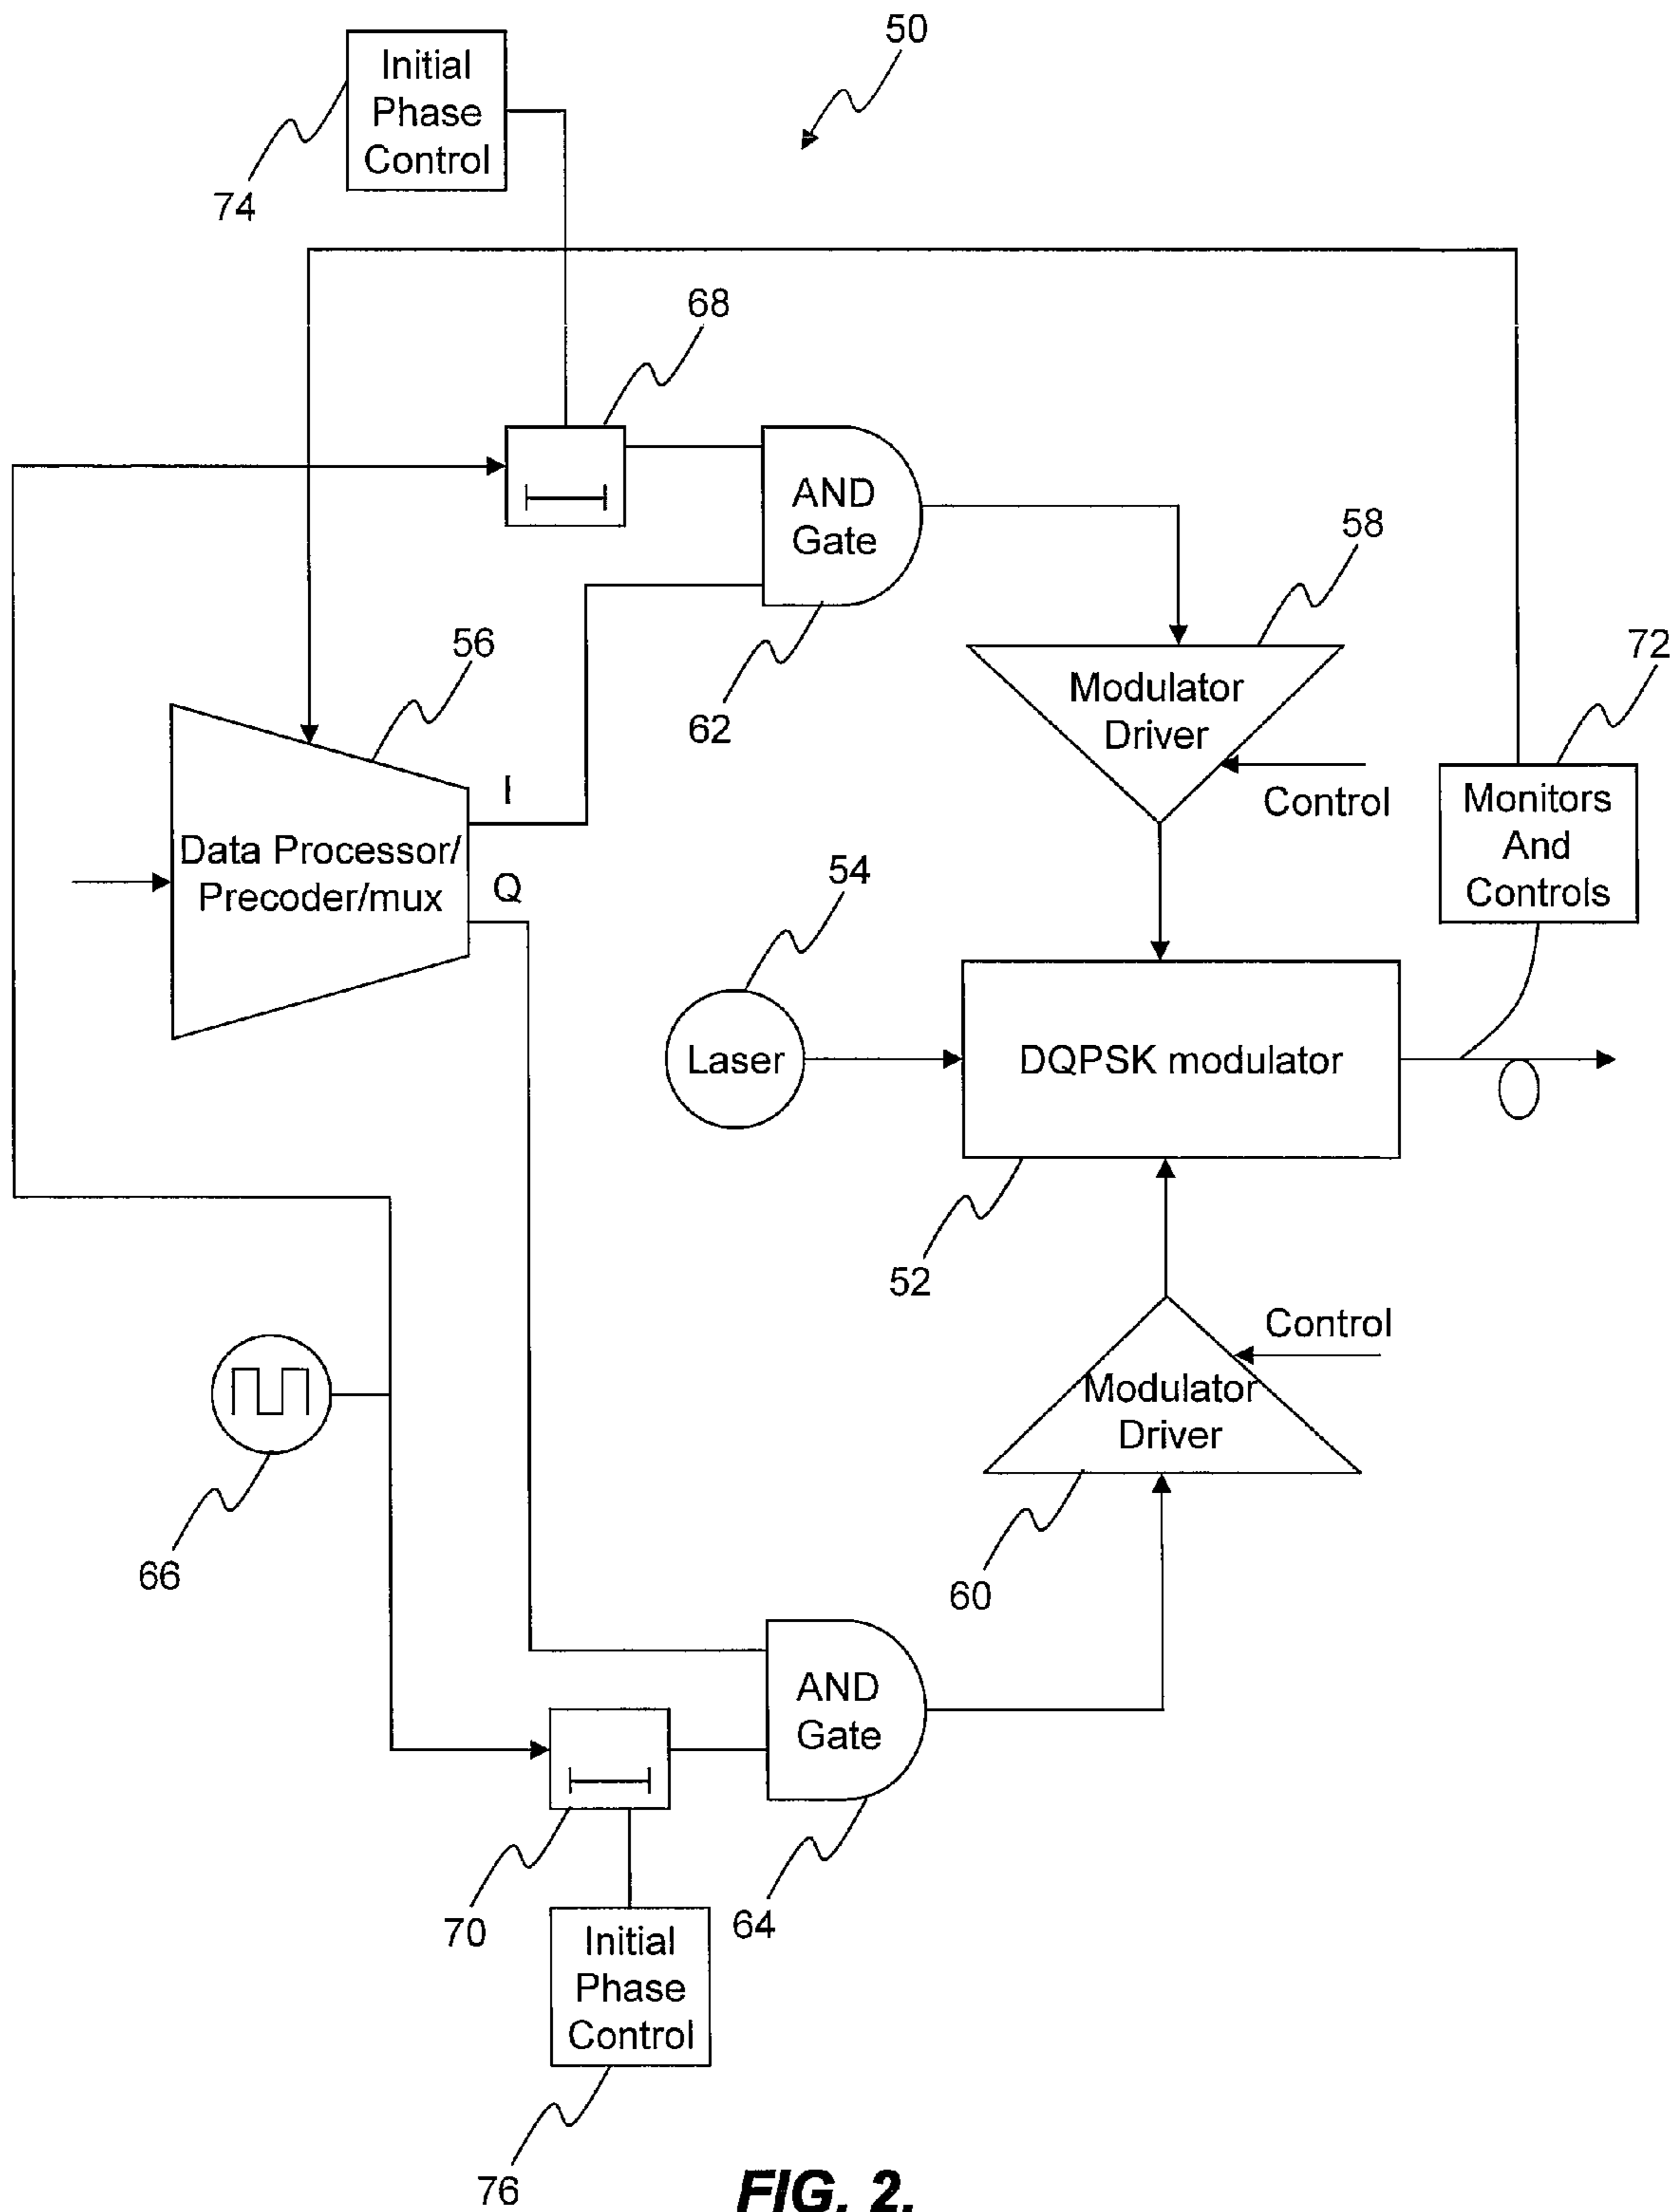 50
Initial
Phase
Control
74
68
AND
Gate
58
62
56
72
Modulator
Driver
Control
Monitors
And
Controls
I
Data Processor/
Precoder/mux
Q
54
Laser
DQPSK modulator
52
Control
Modulator
Driver
66
60
AND
Gate
70
64
Initial
Phase
Control
76
FIG. 2.